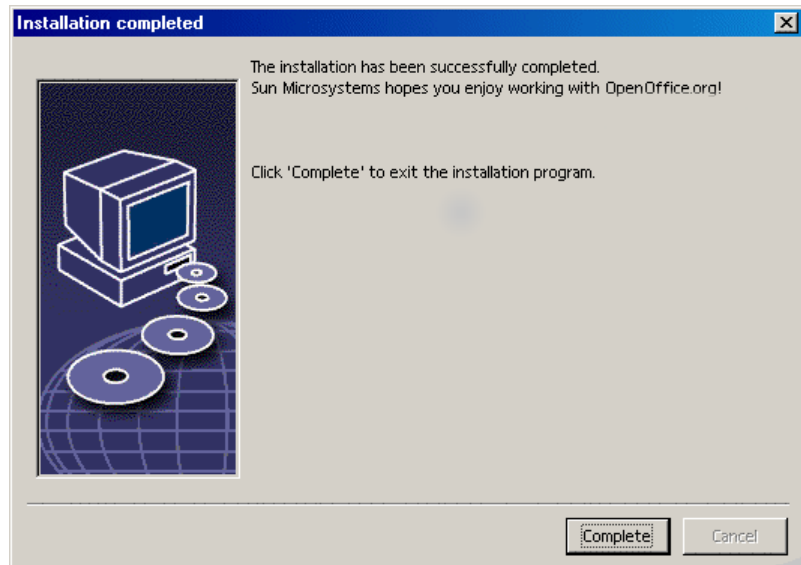 Installation completed
The installation has been successfully completed.
Sun Microsystems hopes you enjoy working with OpenOffice.org!
Click 'Complete' to exit the installation program.
Complete
Cancel